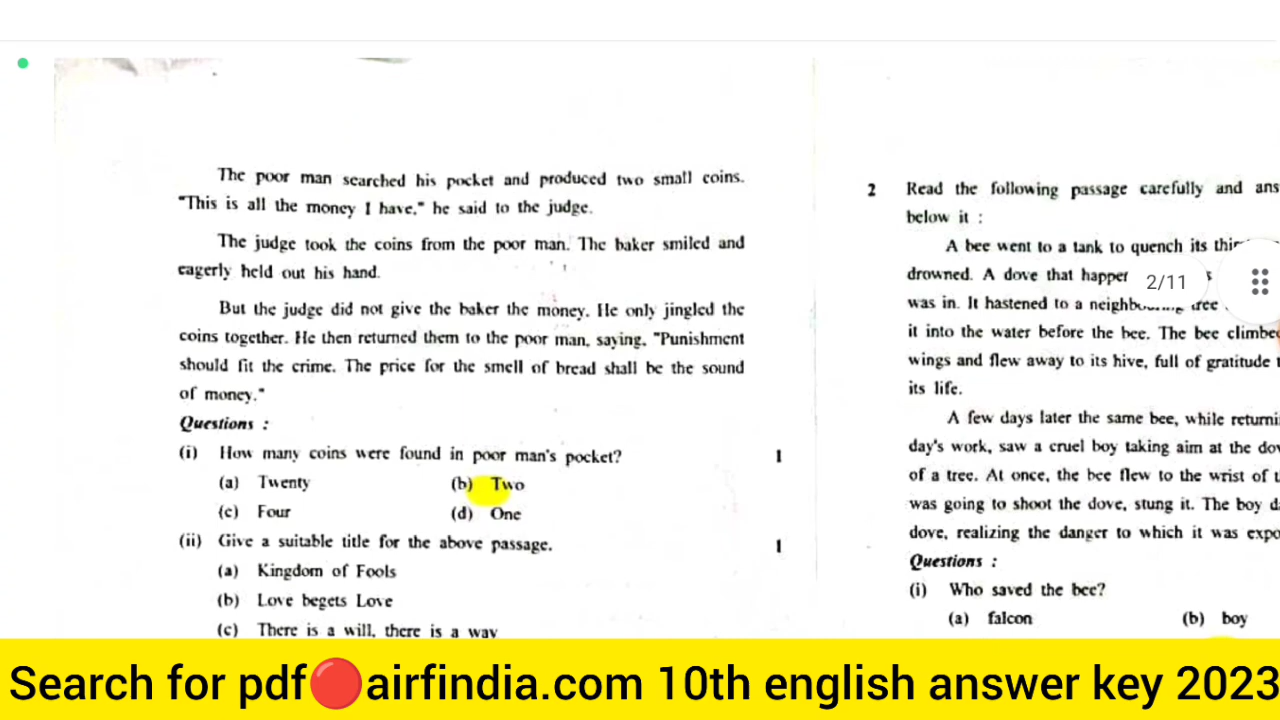 The poor man searched his pocket and produced two small coins.
"This is all the money I have," he said to the judge.
The judge took the coins from the poor man. The baker smiled and
eagerly held out his hand.
But the judge did not give the baker the money. He only jingled the
coins together. He then returned them to the poor man, saying, "Punishment
should fit the crime. The price for the smell of bread shall be the sound
of money."
Questions :
(i) How many coins were found in poor man's pocket? 1
(a) Twenty (b) Two
(c) Four (d) One
(ii) Give a suitable title for the above passage. 1
(a) Kingdom of Fools
(b) Love begets Love
(c) There is a will, there is a way
2 Read the following passage carefully and ans
below it :
A bee went to a tank to quench its thir
drowned. A dove that happer
was in. It hastened to a tree
it into the water before the bee. The bee climbe
wings and flew away to its hive, full of gratitude
its life.
A few days later the same bee, while returni
day's work, saw a cruel boy taking aim at the do
of a tree. At once, the bee flew to the wrist of t
was going to shoot the dove, stung it. The boy d
dove, realizing the danger to which it was expo
Questions :
(i) Who saved the bee?
(a) falcon (b) boy
2/11
Search for pdf🔴airfindia.com 10th english answer key 2023